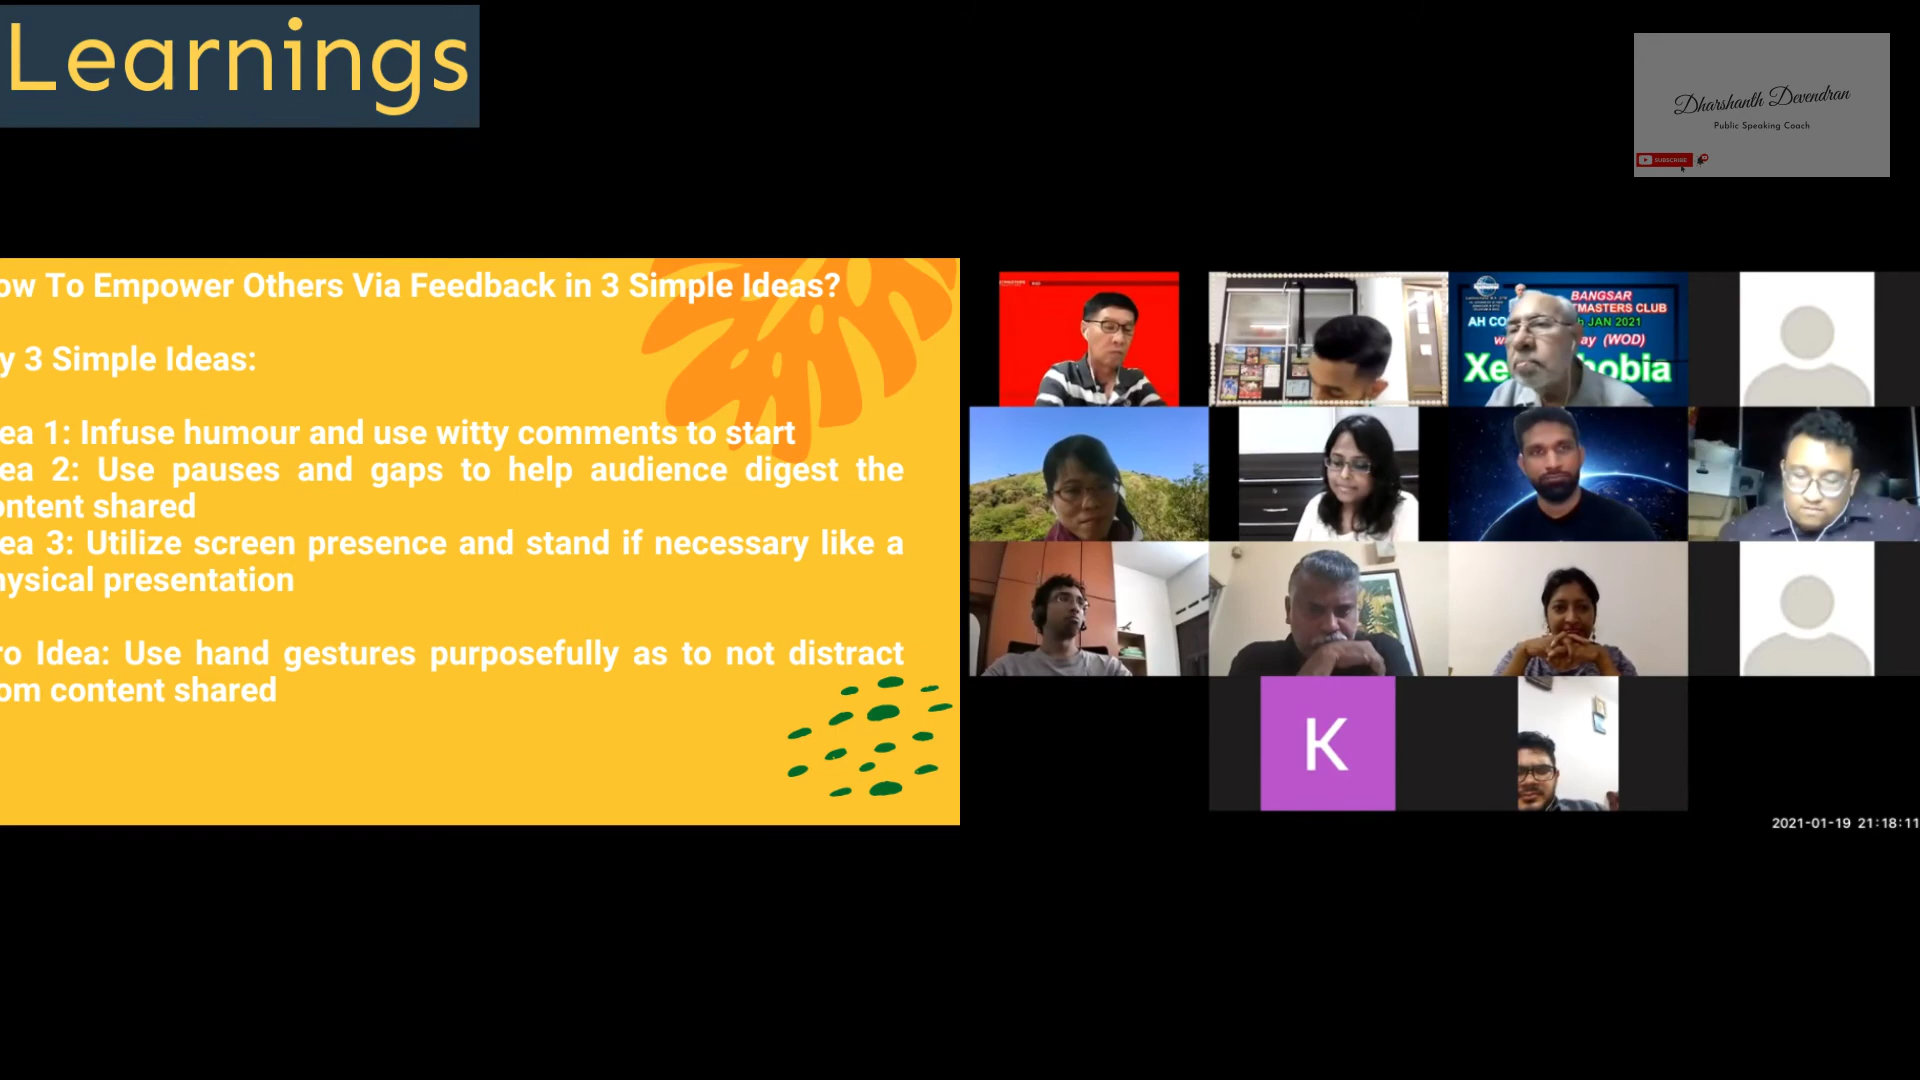 Learnings
Dharshanth Devendran
Public Speaking Coach
SUBSCRIBE
ow To Empower Others Via Feedback in 3 Simple Ideas?
y 3 Simple Ideas:
ea 1: Infuse humour and use witty comments to start
ea 2: Use pauses and gaps to help audience digest the
ontent shared
ea 3: Utilize screen presence and stand if necessary like a
hysical presentation
ro Idea: Use hand gestures purposefully as to not distract
om content shared
BANGSAR
TMASTERS CLUB
AH CO h JAN 2021
w ay (WOD)
Xe obia
K
2021-01-19 21:18:11